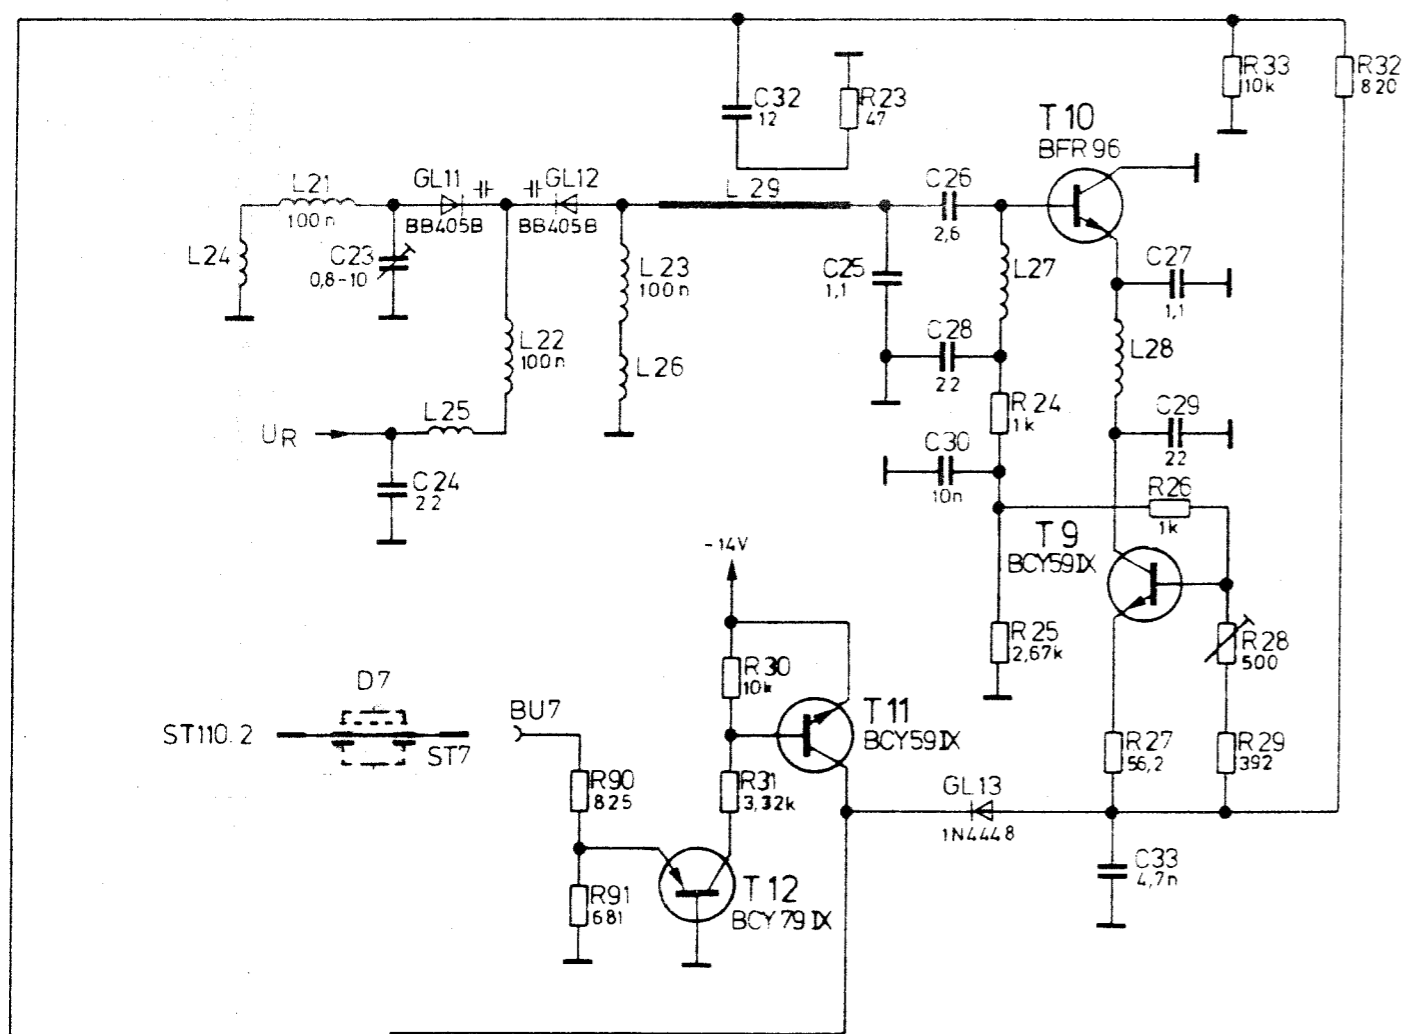 R33
10k
R32
820
C32
12
R23
47
T10
BFR96
L21
100n
GL11
BB405B
GL12
BB405B
L29
C26
2,6
L24
C23
0,8-10
L23
100n
C25
1,1
L27
C27
1,1
L22
100n
L26
C28
22
L28
L25
UR
R24
1k
C29
22
C24
22
C30
10n
R26
1k
T9
BCY59IX
-14V
R25
2,67k
R28
500
R30
10k
D7
ST110.2
ST7
BU7
T11
BCY59IX
R27
56,2
R29
392
R90
825
R31
3,32k
GL13
1N4448
R91
681
T12
BCY79IX
C33
4,7n